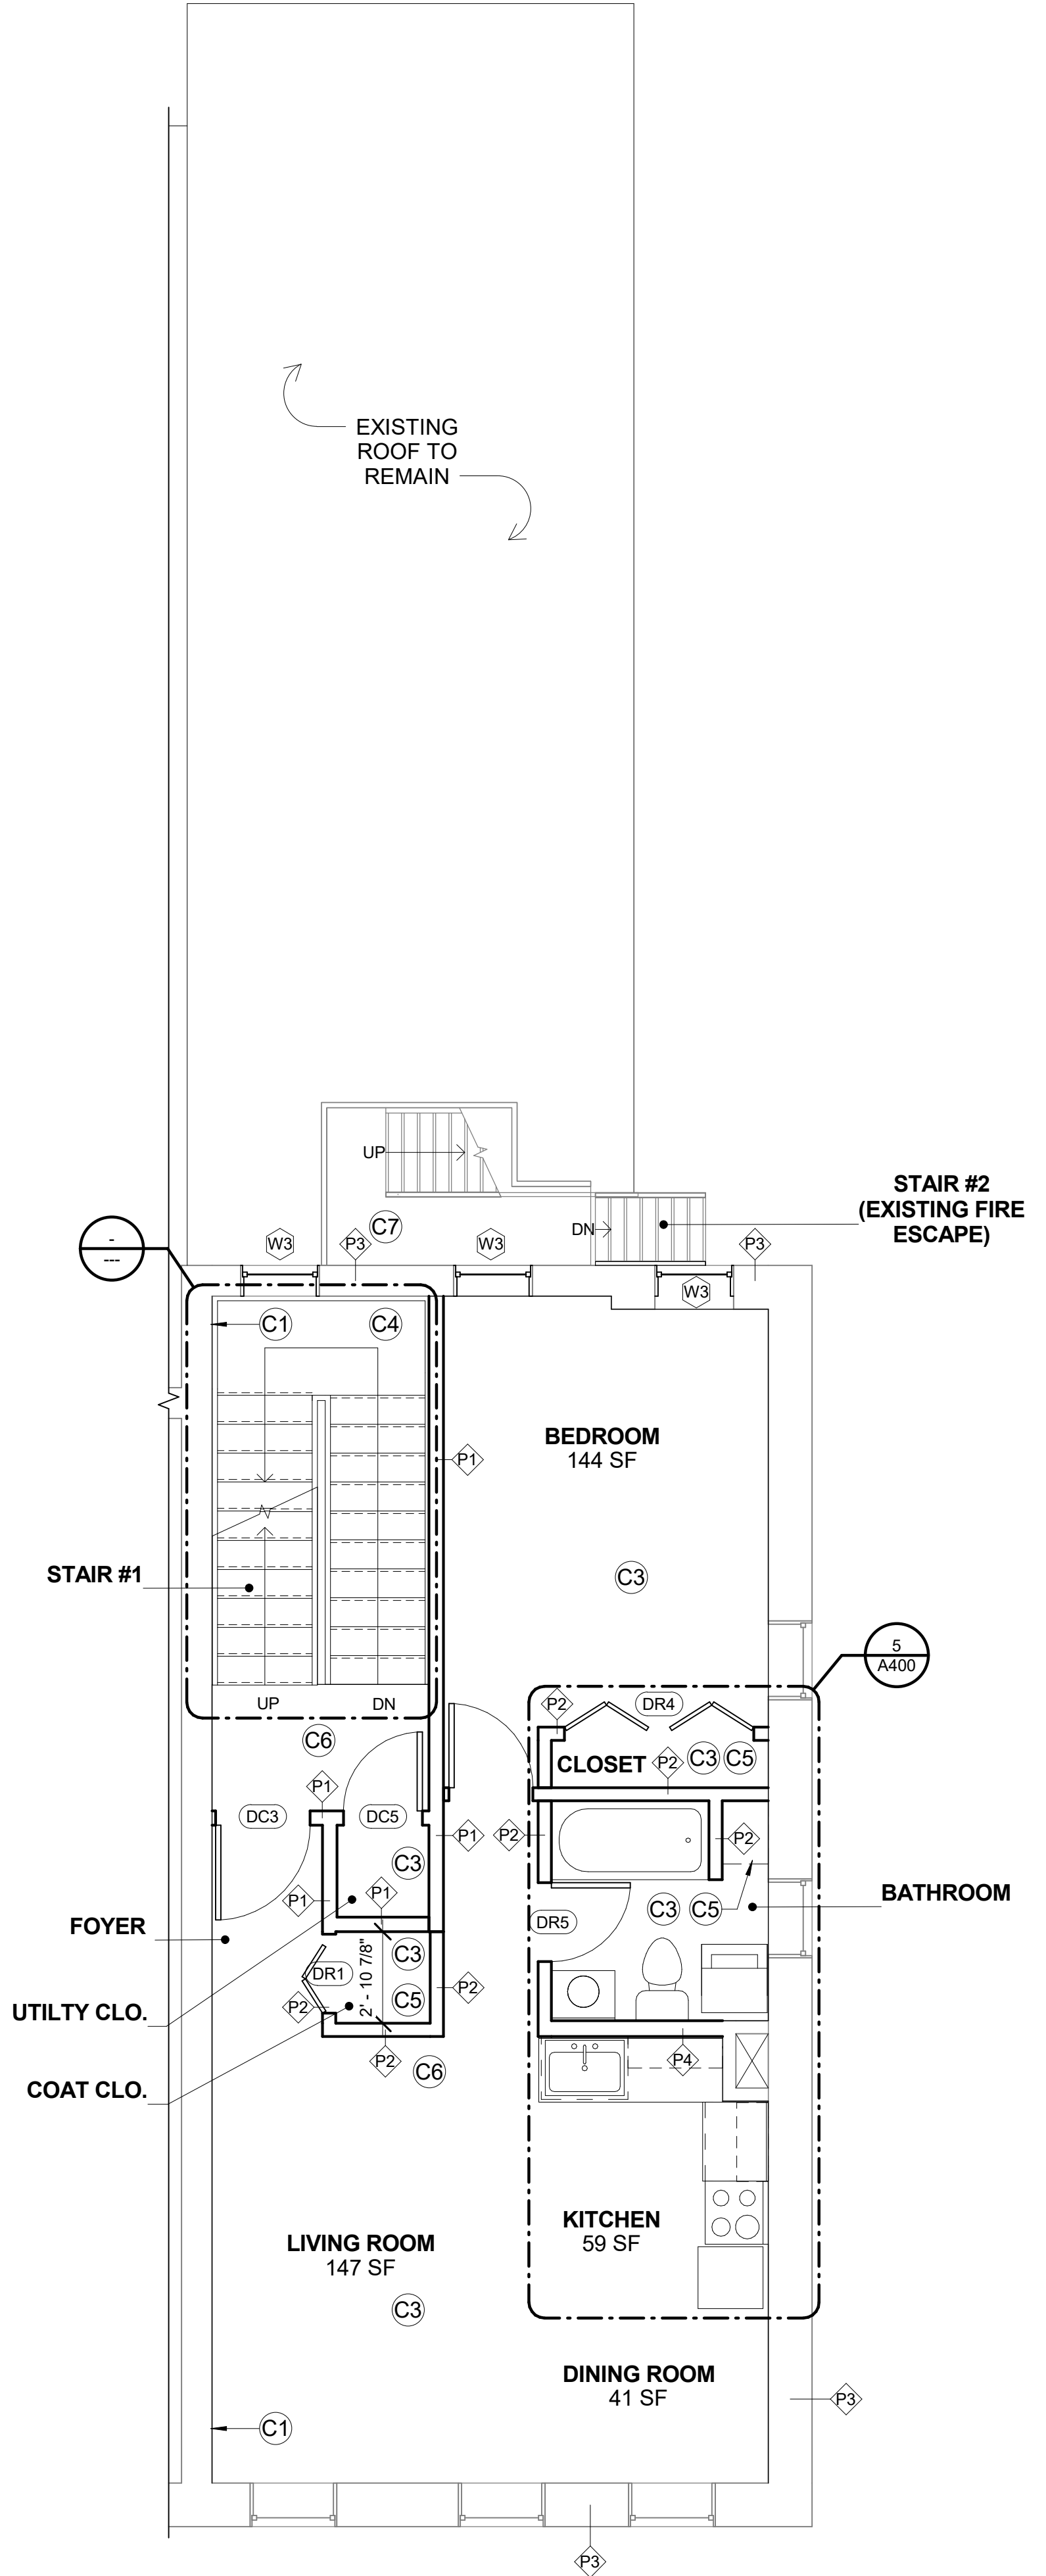 EXISTING
ROOF TO
REMAIN
UP
STAIR #2
(EXISTING FIRE
ESCAPE)
DN
C7
W3
P3
W3
P3
W3
-
---
C1
C4
BEDROOM
144 SF
P1
C3
STAIR #1
5
A400
UP
DN
P2
DR4
C6
CLOSET
P2
C3
C5
P1
DC3
DC5
P1
P2
P2
C3
P1
P1
C3
C5
BATHROOM
FOYER
DR5
C3
DR1
2' - 10 7/8"
C5
P2
P2
UTILTY CLO.
P2
P4
C6
COAT CLO.
KITCHEN
59 SF
LIVING ROOM
147 SF
C3
DINING ROOM
41 SF
P3
C1
P3